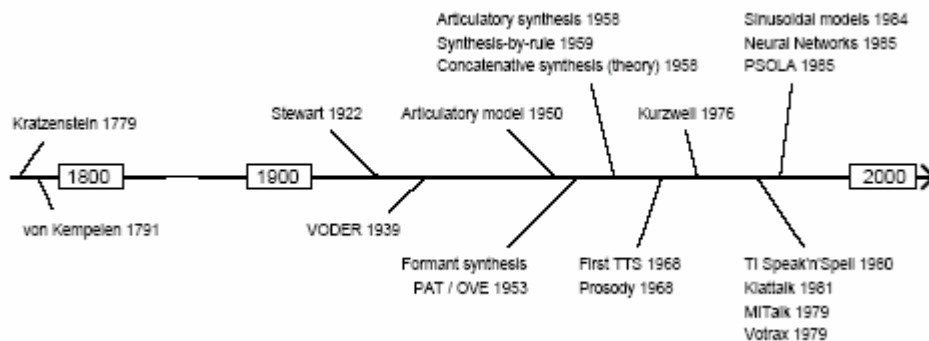 Articulatory synthesis 1958
Synthesis-by-rule 1959
Concatenative synthesis (theory) 1958
Sinusoidal models 1984
Neural Networks 1985
PSOLA 1985
Kratzenstein 1779
Stewart 1922
Articulatory model 1950
Kurzweil 1976
1800
1900
2000
von Kempelen 1791
VODER 1939
Formant synthesis
PAT / OVE 1953
First TTS 1968
Prosody 1968
TI Speak'n'Spell 1980
Klattalk 1981
MITalk 1979
Votrax 1979